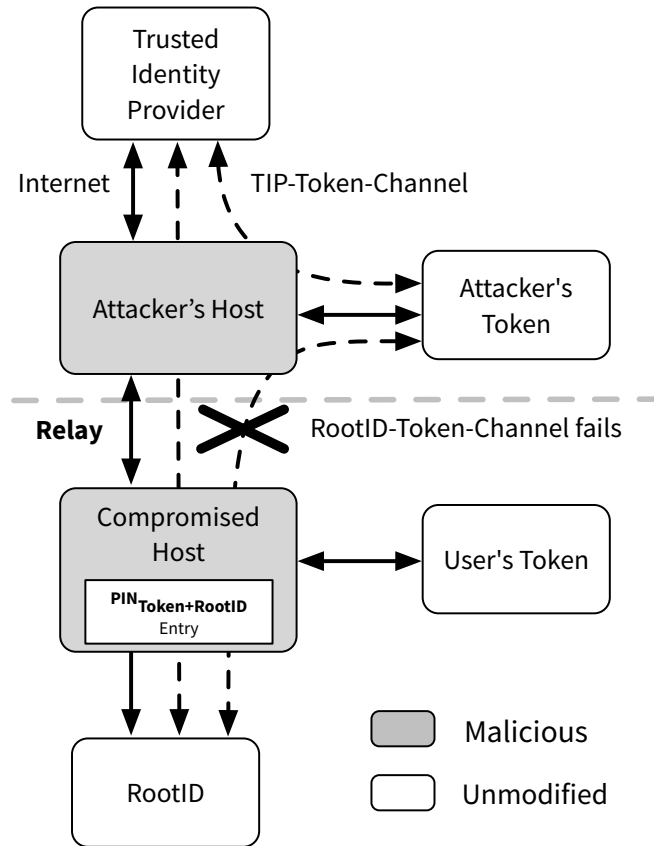 Trusted
Identity
Provider
Internet
TIP-Token-Channel
Attacker’s Host
Attacker's
Token
Relay
RootID-Token-Channel fails
Compromised
Host
User's Token
PINToken+RootID
Entry
Malicious
RootID
Unmodified